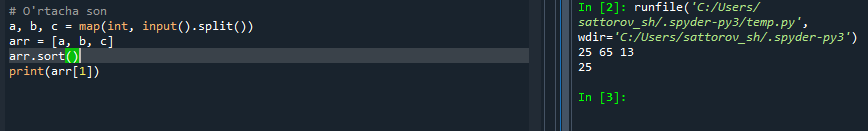 # O'rtacha son
a, b, c = map(int, input().split())
arr = [a, b, c]
arr.sort()
print(arr[1])
In [2]: runfile('C:/Users/
sattorov_sh/.spyder-py3/temp.py',
wdir='C:/Users/sattorov_sh/.spyder-py3')
25 65 13
25
In [3]: